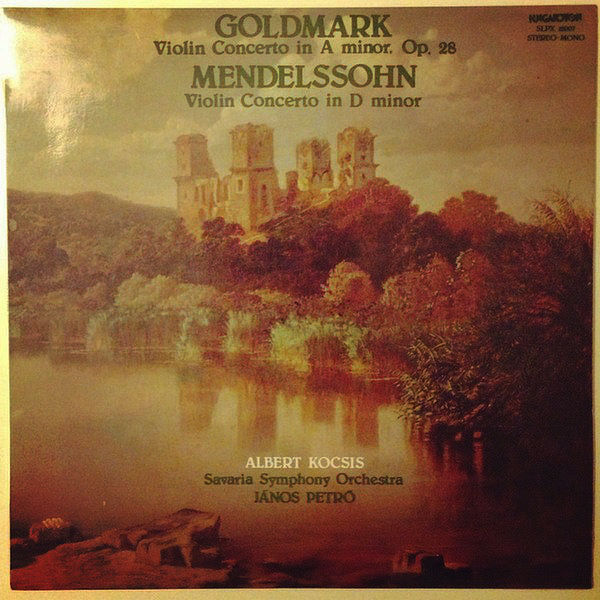 GOLDMARK
Violin Concerto in A minor, Op. 28
MENDELSSOHN
Violin Concerto in D minor
HUNGAROTON
SLPX
STEREO-MONO
ALBERT KOCSIS
Savaria Symphony Orchestra
JÁNOS PETRÓ